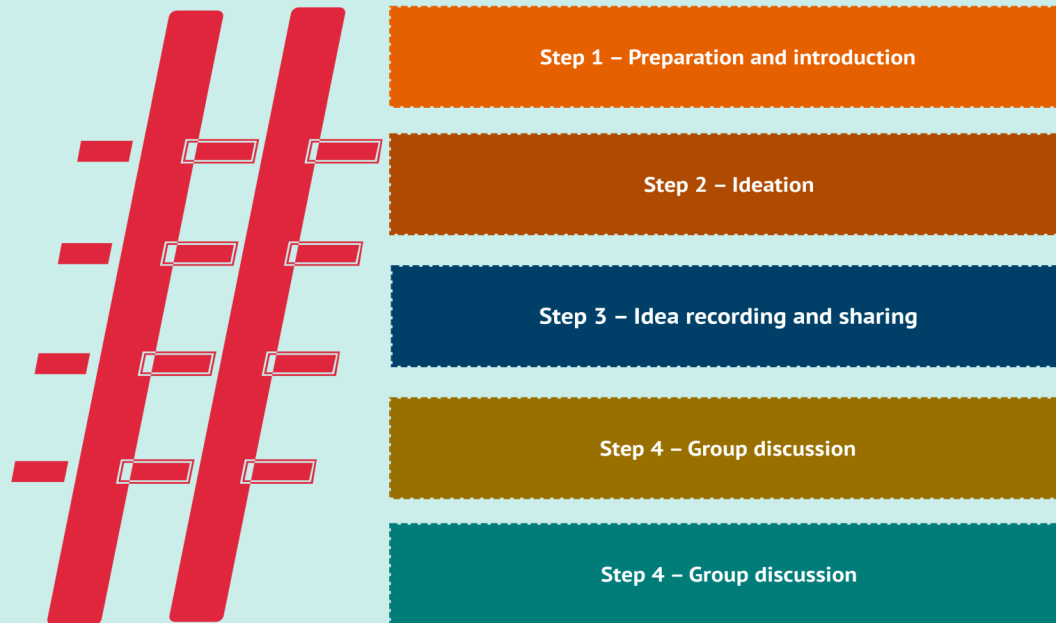 Step 1 – Preparation and introduction
Step 2 – Ideation
Step 3 – Idea recording and sharing
Step 4 – Group discussion
Step 4 – Group discussion